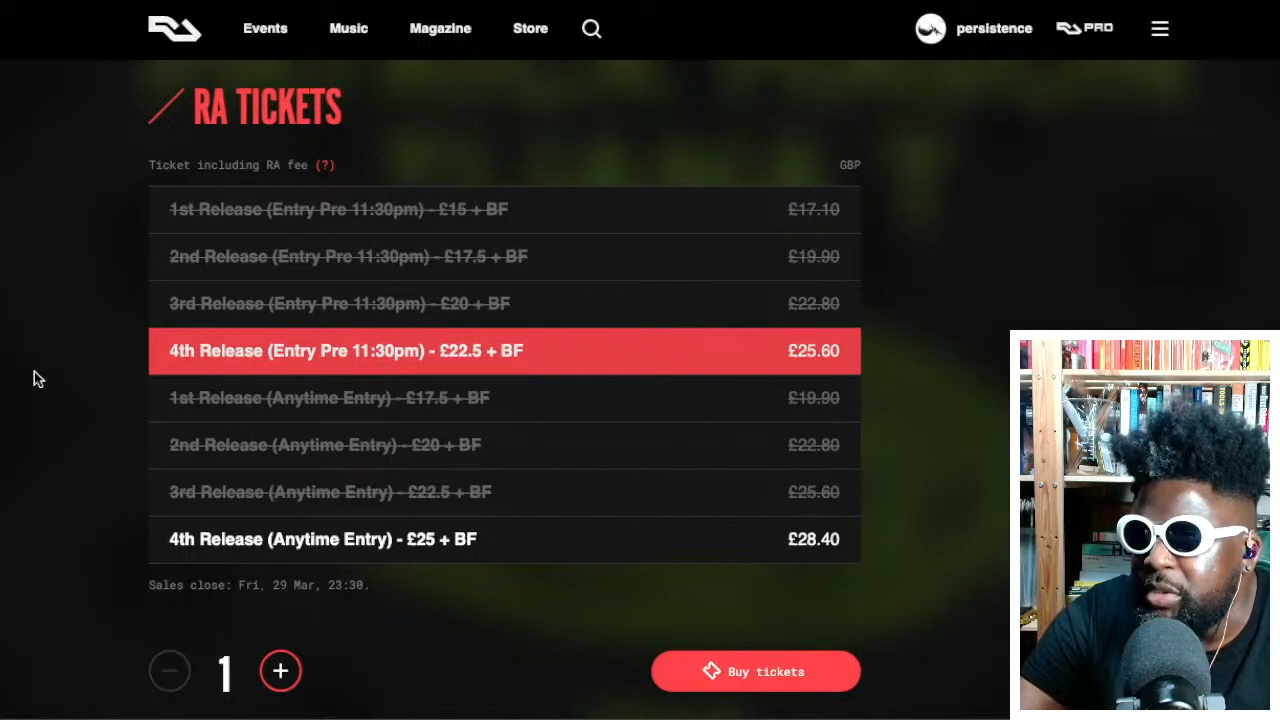 Events
Music
Magazine
Store
persistence
PRO
RA TICKETS
Ticket including RA fee (?)
GBP
1st Release (Entry Pre 11:30pm) - £15 + BF £17.10
2nd Release (Entry Pre 11:30pm) - £17.5 + BF £19.90
3rd Release (Entry Pre 11:30pm) - £20 + BF £22.80
4th Release (Entry Pre 11:30pm) - £22.5 + BF £25.60
1st Release (Anytime Entry) - £17.5 + BF £19.90
2nd Release (Anytime Entry) - £20 + BF £22.80
3rd Release (Anytime Entry) - £22.5 + BF £25.60
4th Release (Anytime Entry) - £25 + BF £28.40
Sales close: Fri, 29 Mar, 23:30.
1
Buy tickets